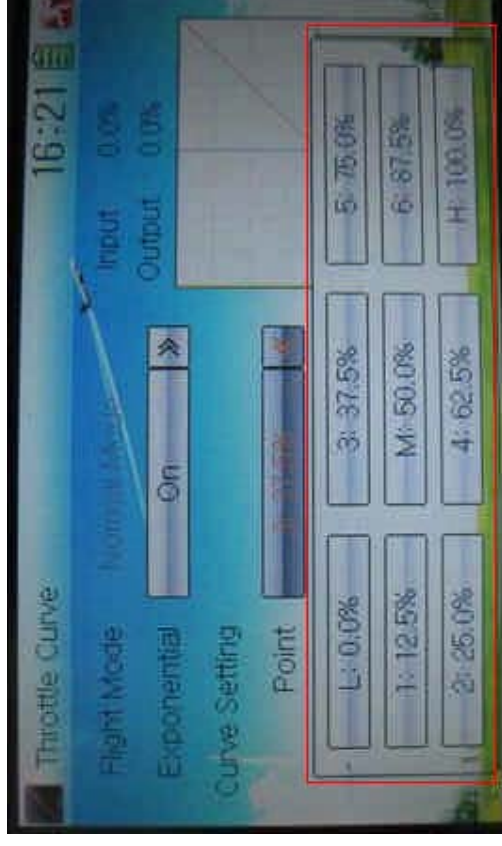 Throttle Curve 16:21
Flight Mode Normal Mode Input 0.0%
Exponential On Output 0.0%
Curve Setting
Point
L: 0.0% 3: 37.5% 5: 75.0%
1: 12.5% M: 50.0% 6: 87.5%
2: 25.0% 4: 62.5% H: 100.0%